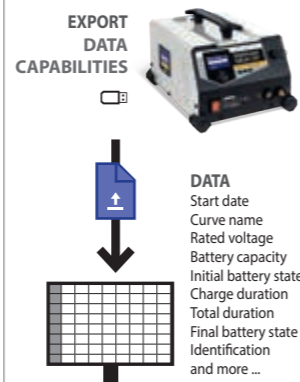 EXPORT
DATA
CAPABILITIES
DATA
Start date
Curve name
Rated voltage
Battery capacity
Initial battery state
Charge duration
Total duration
Final battery state
Identification
and more ...